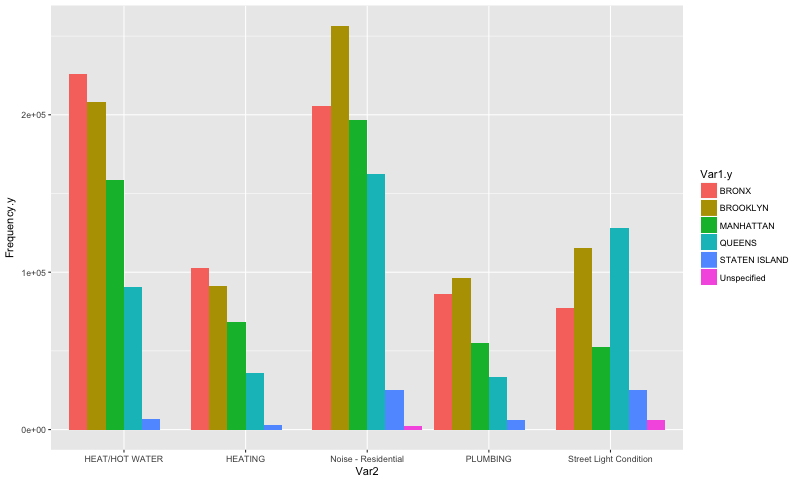 Frequency.y
2e+05
1e+05
0e+00
HEAT/HOT WATER
HEATING
Noise - Residential
PLUMBING
Street Light Condition
Var2
Var1.y
BRONX
BROOKLYN
MANHATTAN
QUEENS
STATEN ISLAND
Unspecified